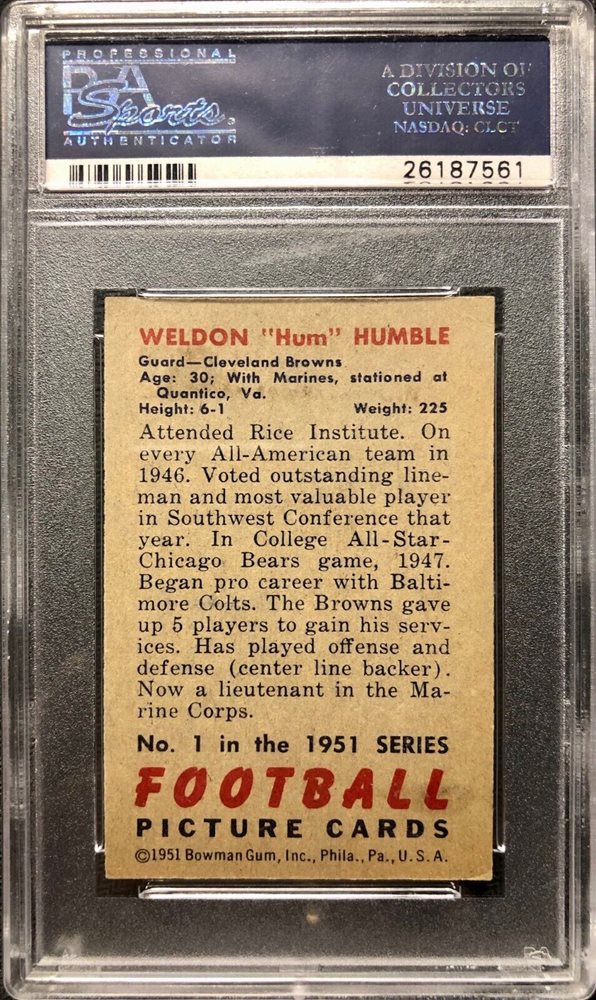 PROFESSIONAL
PSA
Sports
AUTHENTICATOR
A DIVISION OF
COLLECTORS
UNIVERSE
NASDAQ: CLCT
26187561
WELDON "Hum" HUMBLE
Guard—Cleveland Browns
Age: 30; With Marines, stationed at
Quantico, Va.
Height: 6-1 Weight: 225
Attended Rice Institute. On
every All-American team in
1946. Voted outstanding line-
man and most valuable player
in Southwest Conference that
year. In College All-Star-
Chicago Bears game, 1947.
Began pro career with Balti-
more Colts. The Browns gave
up 5 players to gain his serv-
ices. Has played offense and
defense (center line backer).
Now a lieutenant in the Ma-
rine Corps.
No. 1 in the 1951 SERIES
FOOTBALL
PICTURE CARDS
©1951 Bowman Gum, Inc., Phila., Pa., U.S.A.